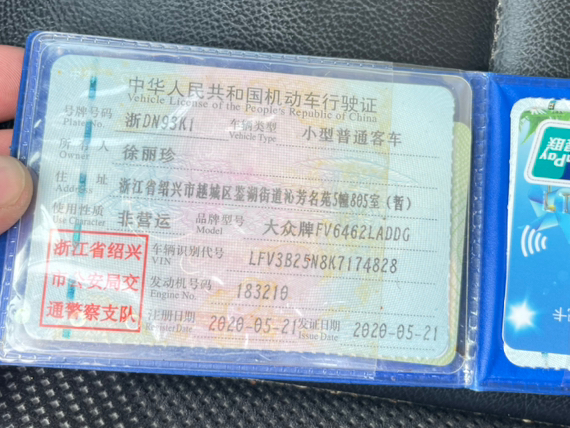 中华人民共和国机动车行驶证
Vehicle License of the People's Republic of China
号牌号码 浙DN93K1 车辆类型 小型普通客车
Plate No. Vehicle Type
所有人 徐丽珍
Owner
住址 浙江省绍兴市越城区鉴湖街道沁芳名苑5幢805室（暂）
Address
使用性质 非营运 品牌型号 大众牌FV6462LADDG
Use Character Model
浙江省绍兴
市公安局交
通警察支队
车辆识别代号 LFV3B25N8K7174828
VIN
发动机号码 183210
Engine No.
注册日期 2020-05-21 发证日期 2020-05-21
Register Date Issue Date